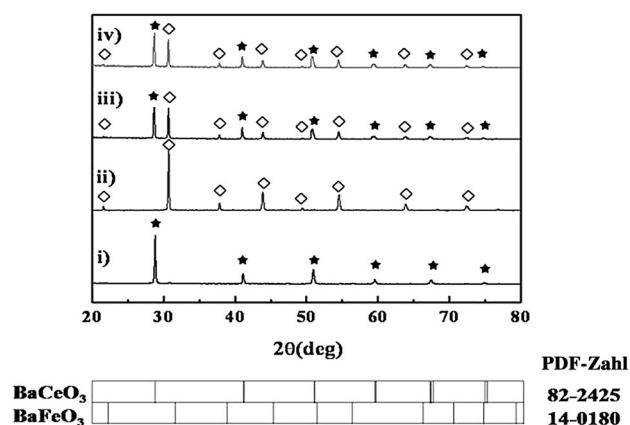 iv)
iii)
ii)
i)
20 30 40 50 60 70 80
2θ(deg)
PDF-Zahl
BaCeO3 82-2425
BaFeO3 14-0180